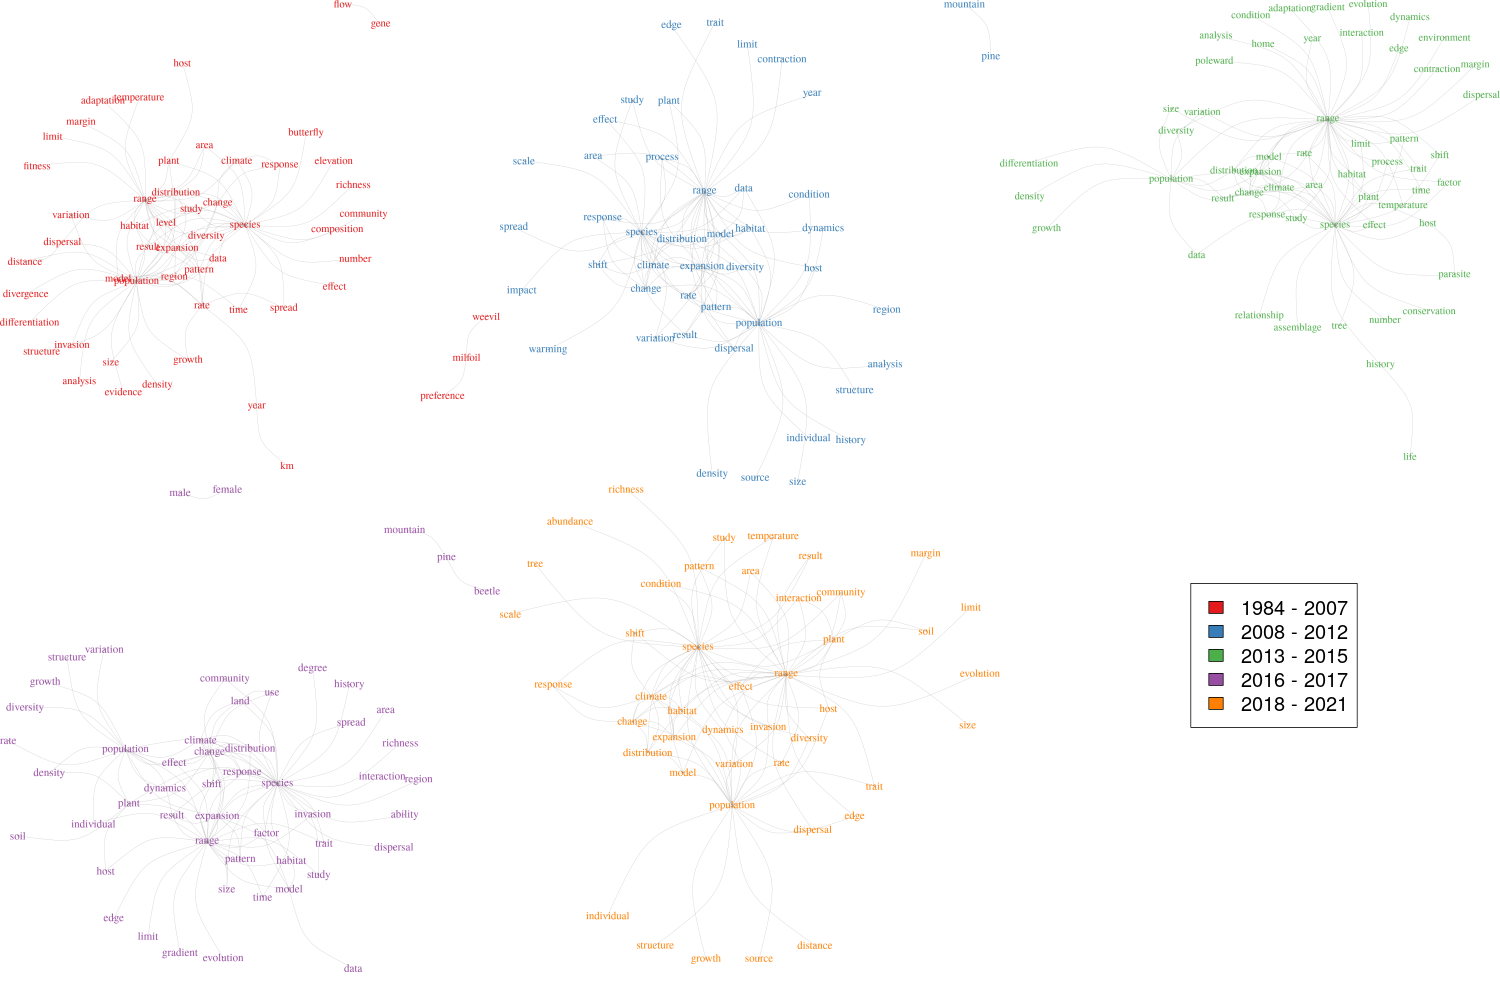 flow
gene
host
adaptation
temperature
margin
limit
fitness
area
butterfly
plant
climate
response
elevation
distribution
range
richness
study
change
variation
level
species
community
habitat
composition
dispersal
diversity
result
expansion
distance
data
number
pattern
model
population
region
effect
divergence
rate
time
spread
differentiation
invasion
structure
size
growth
analysis
evidence
density
year
km
weevil
milfoil
preference
edge
trait
limit
contraction
year
study
plant
effect
area
process
scale
range
data
condition
response
spread
species
distribution
model
habitat
dynamics
shift
climate
expansion
diversity
host
impact
change
rate
pattern
population
region
variation
result
dispersal
warming
analysis
structure
individual
history
density
source
size
mountain
pine
adaptation
gradient
evolution
condition
dynamics
analysis
home
year
interaction
edge
environment
poleward
contraction
margin
dispersal
size
variation
range
diversity
pattern
limit
differentiation
model
rate
process
shift
distribution
expansion
habitat
trait
population
change
climate
area
time
factor
density
result
plant
temperature
response
study
species
effect
host
growth
data
parasite
relationship
assemblage
tree
number
conservation
history
life
male
female
mountain
pine
beetle
variation
structure
growth
community
degree
diversity
land
use
history
area
rate
population
climate
change
distribution
spread
richness
density
effect
response
shift
species
interaction
region
plant
dynamics
individual
result
expansion
invasion
ability
soil
range
factor
trait
dispersal
host
pattern
habitat
study
size
time
model
edge
limit
gradient
evolution
data
richness
abundance
study
temperature
tree
pattern
area
result
margin
condition
interaction
community
scale
limit
shift
species
plant
soil
response
range
evolution
climate
effect
change
habitat
host
expansion
dynamics
invasion
diversity
size
distribution
model
variation
rate
trait
population
dispersal
edge
individual
structure
growth
source
distance
1984 - 2007
2008 - 2012
2013 - 2015
2016 - 2017
2018 - 2021